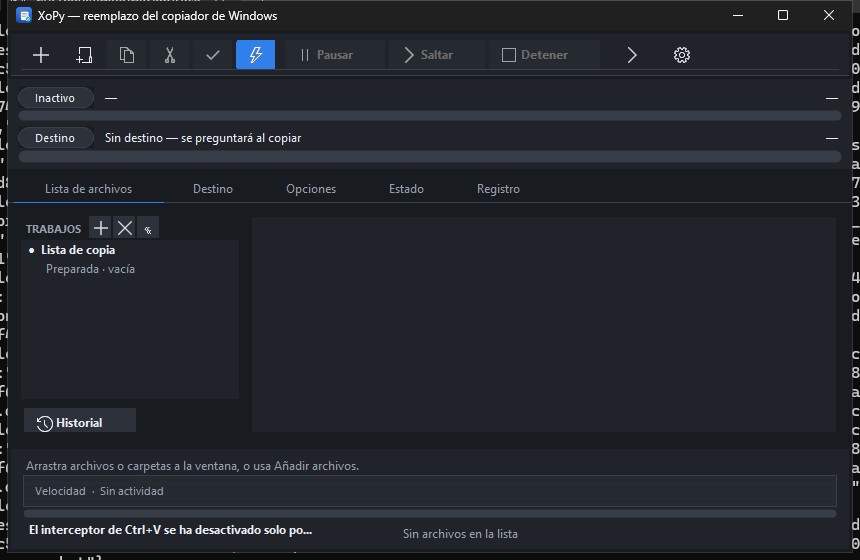 XoPy — reemplazo del copiador de Windows
Pausar
Saltar
Detener
Inactivo —
—
Destino Sin destino — se preguntará al copiar
—
Lista de archivos Destino Opciones Estado Registro
TRABAJOS
• Lista de copia
Preparada · vacía
Historial
Arrastra archivos o carpetas a la ventana, o usa Añadir archivos.
Velocidad · Sin actividad
El interceptor de Ctrl+V se ha desactivado solo po...
Sin archivos en la lista